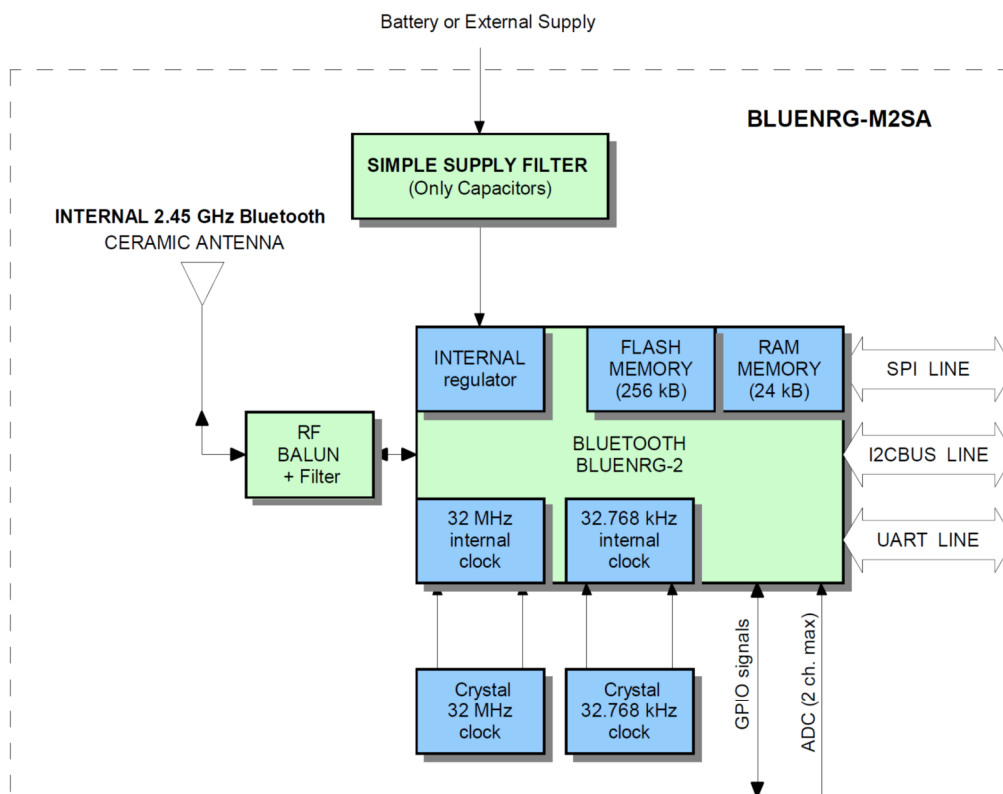 Battery or External Supply
BLUENRG-M2SA
SIMPLE SUPPLY FILTER
(Only Capacitors)
INTERNAL 2.45 GHz Bluetooth
CERAMIC ANTENNA
INTERNAL
regulator
FLASH
MEMORY
(256 kB)
RAM
MEMORY
(24 kB)
SPI LINE
RF
BALUN
+ Filter
BLUETOOTH
BLUENRG-2
I2CBUS LINE
32 MHz
internal
clock
32.768 kHz
internal
clock
UART LINE
Crystal
32 MHz
clock
Crystal
32.768 kHz
clock
GPIO signals
ADC (2 ch. max)